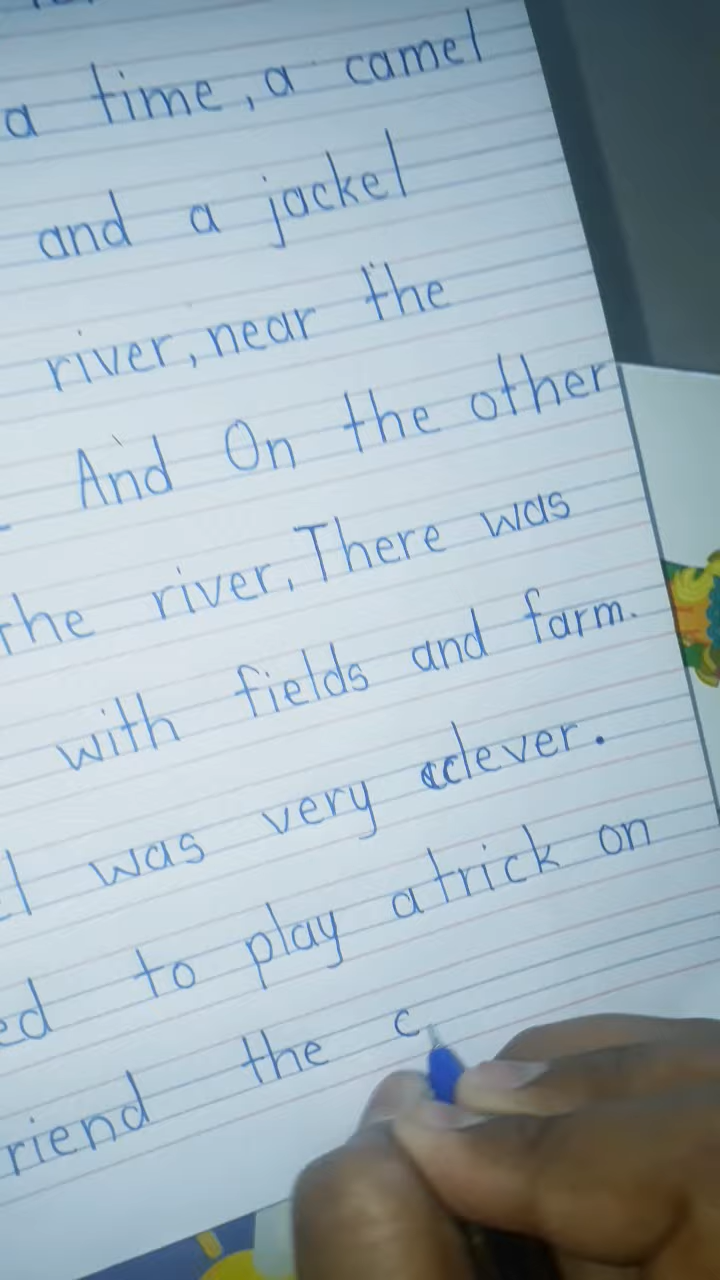 a time, a camel
and a jackel
river, near the
And On the other
the river. There was
with fields and farm.
was very clever.
to play a trick on
the c